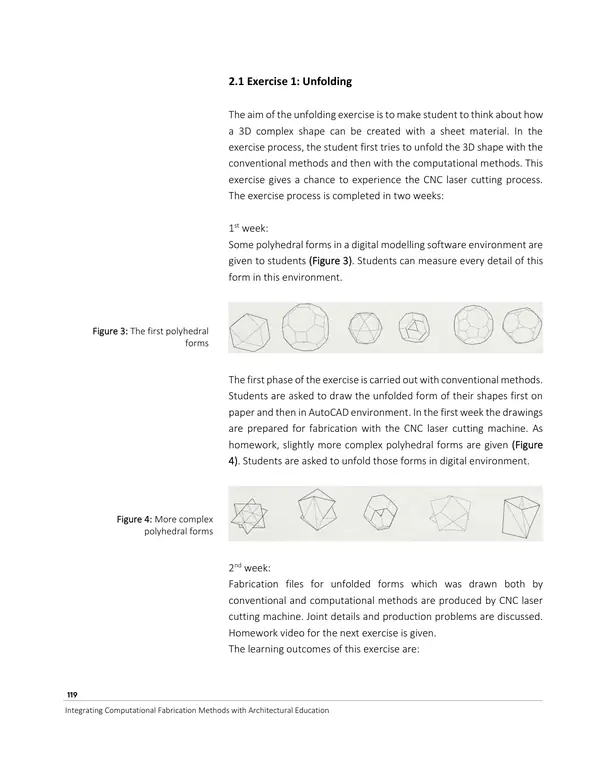 2.1 Exercise 1: Unfolding
The aim of the unfolding exercise is to make student to think about how
a 3D complex shape can be created with a sheet material. In the
exercise process, the student first tries to unfold the 3D shape with the
conventional methods and then with the computational methods. This
exercise gives a chance to experience the CNC laser cutting process.
The exercise process is completed in two weeks:
1st week:
Some polyhedral forms in a digital modelling software environment are
given to students (Figure 3). Students can measure every detail of this
form in this environment.
Figure 3: The first polyhedral
forms
The first phase of the exercise is carried out with conventional methods.
Students are asked to draw the unfolded form of their shapes first on
paper and then in AutoCAD environment. In the first week the drawings
are prepared for fabrication with the CNC laser cutting machine. As
homework, slightly more complex polyhedral forms are given (Figure
4). Students are asked to unfold those forms in digital environment.
Figure 4: More complex
polyhedral forms
2nd week:
Fabrication files for unfolded forms which was drawn both by
conventional and computational methods are produced by CNC laser
cutting machine. Joint details and production problems are discussed.
Homework video for the next exercise is given.
The learning outcomes of this exercise are:
119
Integrating Computational Fabrication Methods with Architectural Education